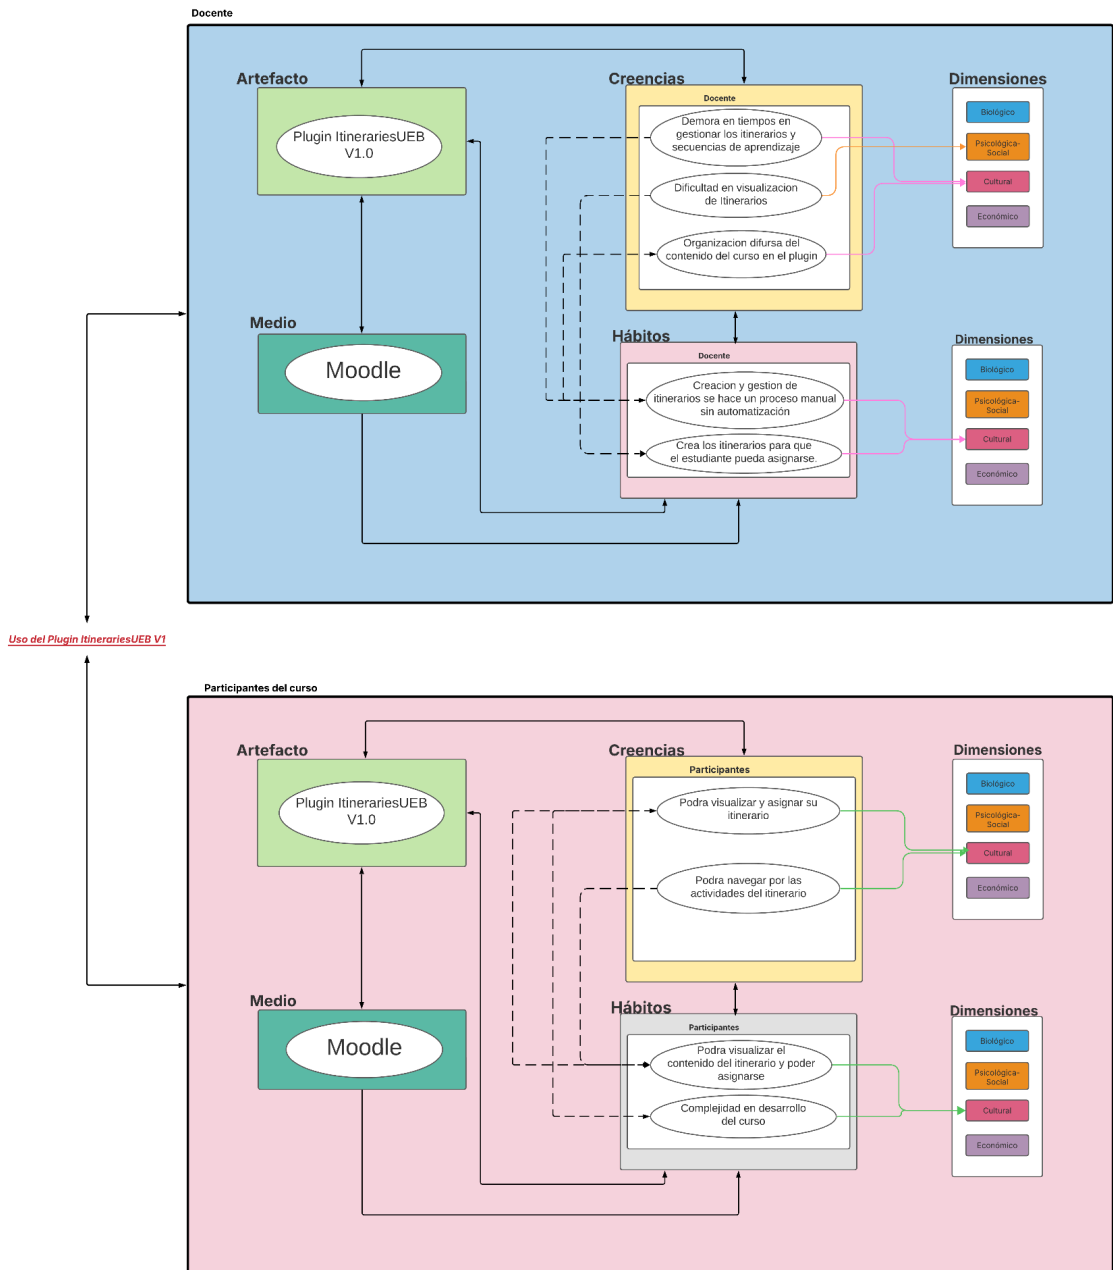 Docente
Artefacto
Creencias
Dimensiones
Plugin ItinerariesUEB
V1.0
Docente
Demora en tiempos en
gestionar los itinerarios y
secuencias de aprendizaje
Dificultad en visualizacion
de Itinerarios
Organizacion difursa del
contenido del curso en el plugin
Biológico
Psicológica-
Social
Cultural
Económico
Medio
Hábitos
Dimensiones
Moodle
Docente
Creacion y gestion de
itinerarios se hace un proceso manual
sin automatización
Crea los itinerarios para que
el estudiante pueda asignarse.
Biológico
Psicológica-
Social
Cultural
Económico
Uso del Plugin ItinerariesUEB V1
Participantes del curso
Artefacto
Creencias
Dimensiones
Plugin ItinerariesUEB
V1.0
Participantes
Podra visualizar y asignar su
itinerario
Podra navegar por las
actividades del itinerario
Biológico
Psicológica-
Social
Cultural
Económico
Medio
Hábitos
Dimensiones
Moodle
Participantes
Podra visualizar el
contenido del itinerario y poder
asignarse
Complejidad en desarrollo
del curso
Biológico
Psicológica-
Social
Cultural
Económico